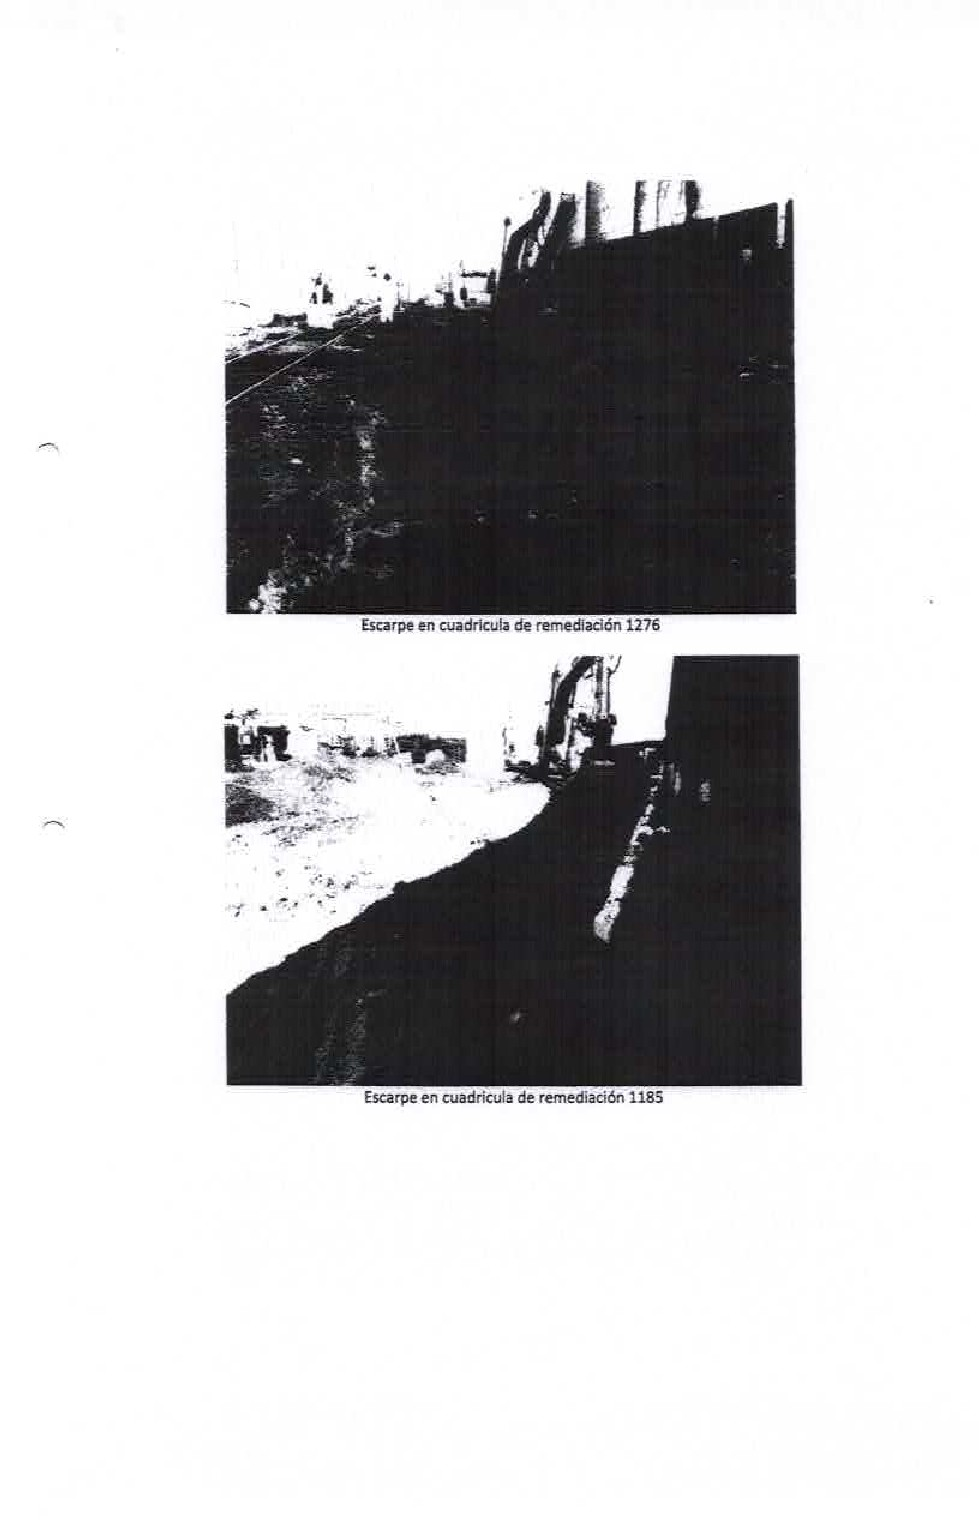 Escarpe en cuadricula de remediación 1276
Escarpe en cuadricula de remediación 1185